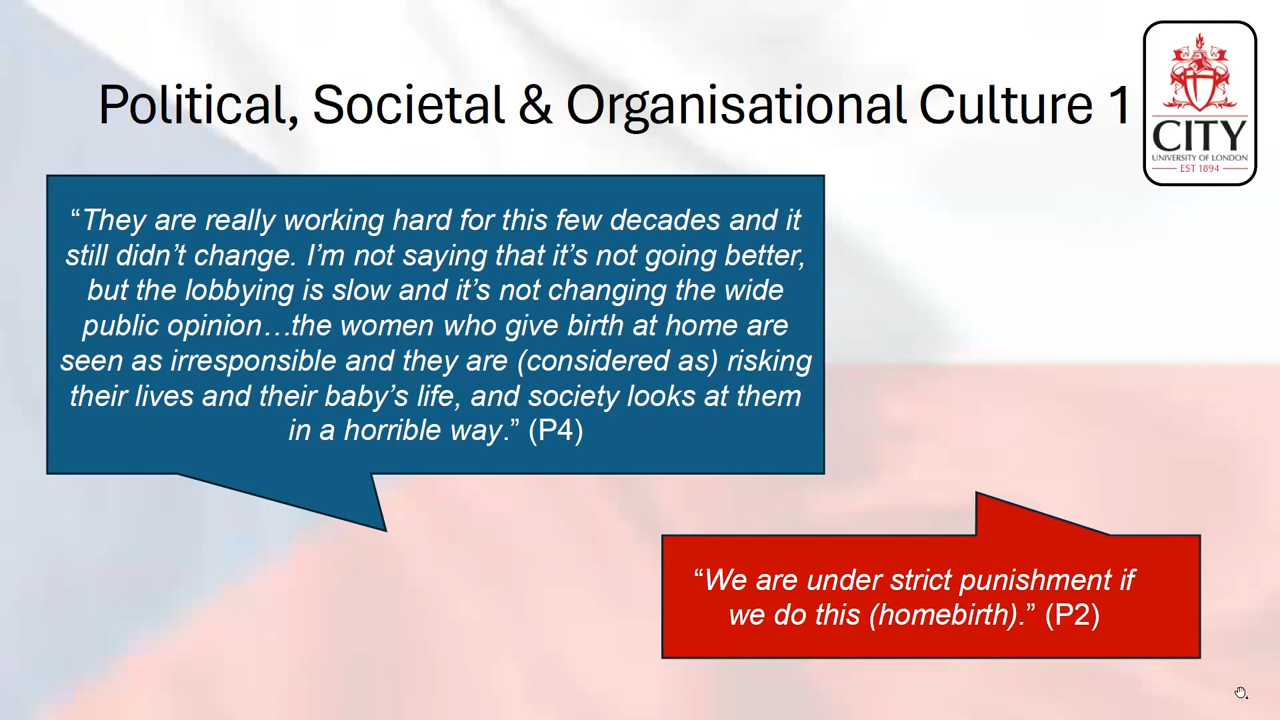 Political, Societal & Organisational Culture 1
CITY
UNIVERSITY OF LONDON
EST 1894
“They are really working hard for this few decades and it
still didn’t change. I’m not saying that it’s not going better,
but the lobbying is slow and it’s not changing the wide
public opinion…the women who give birth at home are
seen as irresponsible and they are (considered as) risking
their lives and their baby’s life, and society looks at them
in a horrible way.” (P4)
“We are under strict punishment if
we do this (homebirth).” (P2)